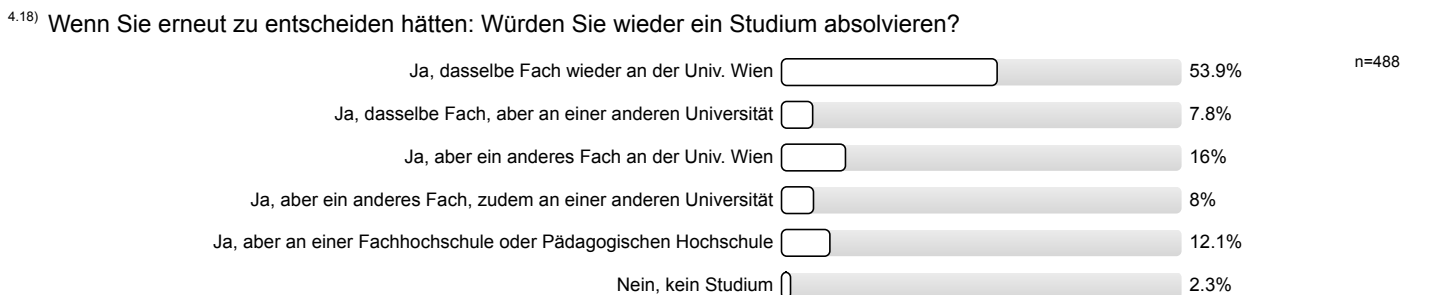 4.18) Wenn Sie erneut zu entscheiden hätten: Würden Sie wieder ein Studium absolvieren?
Ja, dasselbe Fach wieder an der Univ. Wien 53.9% n=488
Ja, dasselbe Fach, aber an einer anderen Universität 7.8%
Ja, aber ein anderes Fach an der Univ. Wien 16%
Ja, aber ein anderes Fach, zudem an einer anderen Universität 8%
Ja, aber an einer Fachhochschule oder Pädagogischen Hochschule 12.1%
Nein, kein Studium 2.3%